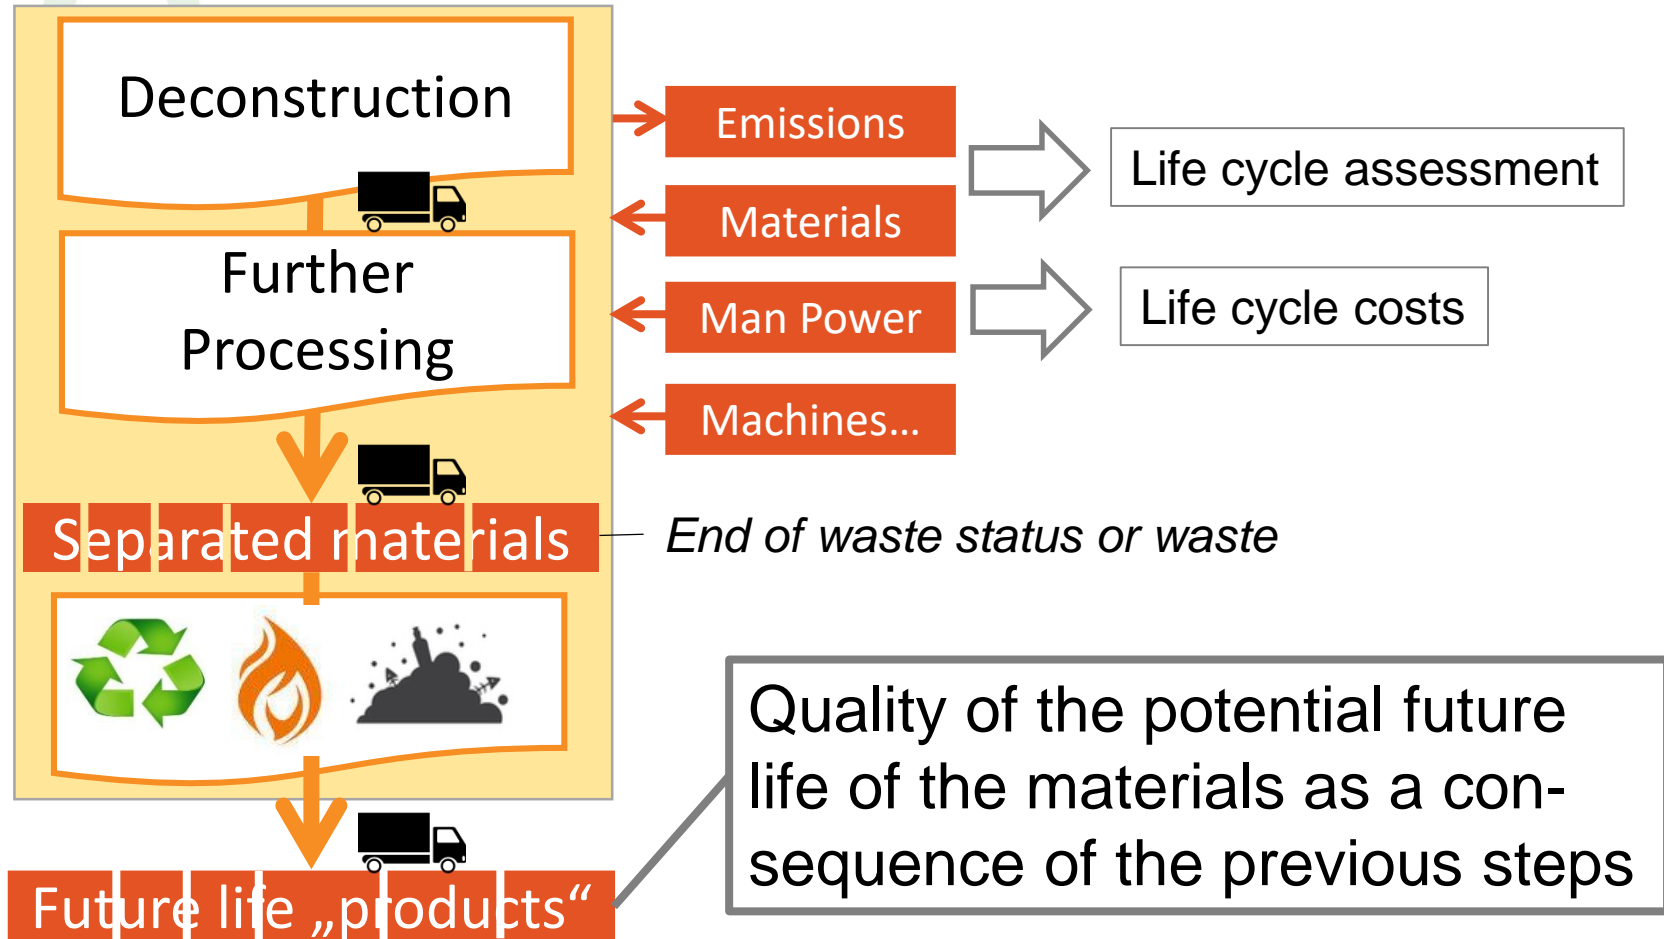 Deconstruction
Emissions
Life cycle assessment
Materials
Further
Processing
Man Power
Life cycle costs
Machines…
Separated materials
End of waste status or waste
Quality of the potential future
life of the materials as a con-
sequence of the previous steps
Future life „products“